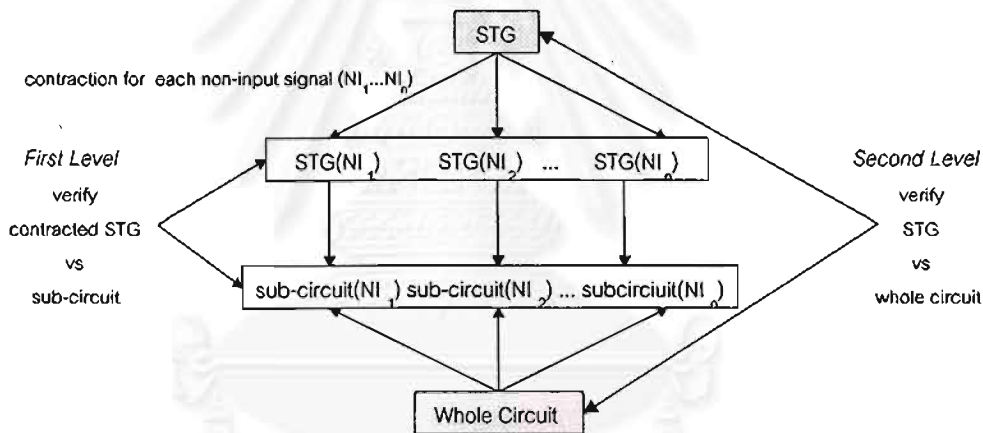 STG
contraction for each non-input signal (NI₁...NIₙ)
First Level
verify
contracted STG
vs
sub-circuit
STG(NI₁) STG(NI₂) ... STG(NIₙ)
sub-circuit(NI₁) sub-circuit(NI₂) ... subcirciuit(NIₙ)
Second Level
verify
STG
vs
whole circuit
Whole Circuit